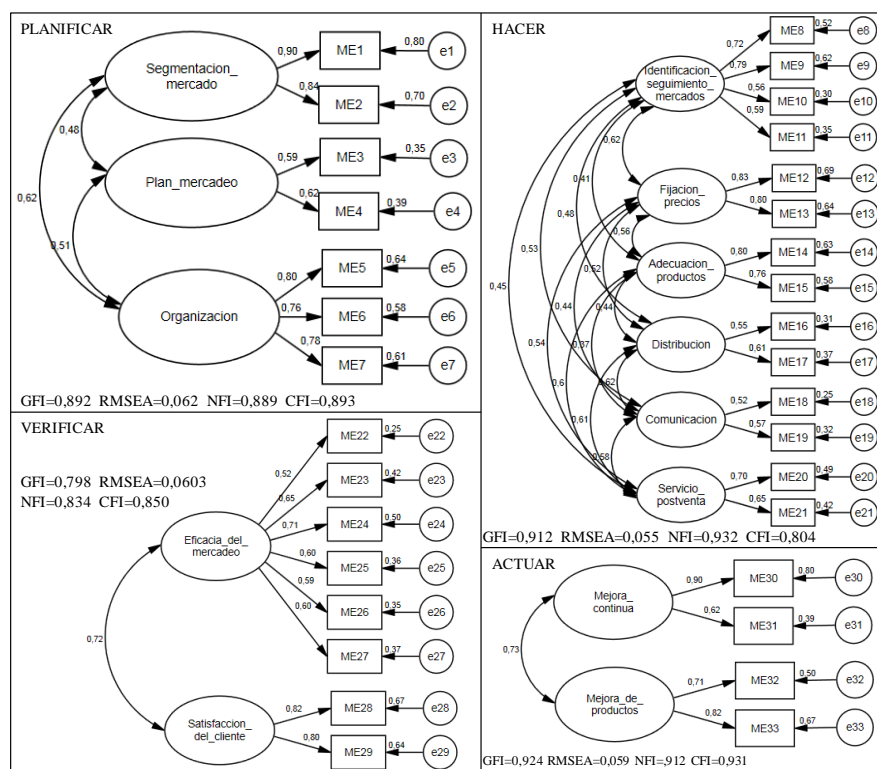 PLANIFICAR
Segmentacion_
mercado
0,90
ME1
0,80
e1
0,84
ME2
0,70
e2
0,48
Plan_mercadeo
0,59
ME3
0,35
e3
0,62
ME4
0,39
e4
0,62
0,51
Organizacion
0,80
ME5
0,64
e5
0,76
ME6
0,58
e6
0,78
ME7
0,61
e7
GFI=0,892 RMSEA=0,062 NFI=0,889 CFI=0,893
HACER
Identificacion_
seguimiento_
mercados
0,72
ME8
0,52
e8
0,79
ME9
0,62
e9
0,56
ME10
0,30
e10
0,59
ME11
0,35
e11
0,62
Fijacion_
precios
0,83
ME12
0,69
e12
0,80
ME13
0,64
e13
0,41
0,48
0,56
0,53
0,52
Adecuacion_
productos
0,80
ME14
0,63
e14
0,76
ME15
0,58
e15
0,45
0,44
0,44
0,54
0,37
Distribucion
0,55
ME16
0,31
e16
0,61
ME17
0,37
e17
0,6
0,62
Comunicacion
0,52
ME18
0,25
e18
0,57
ME19
0,32
e19
0,61
0,58
Servicio_
postventa
0,70
ME20
0,49
e20
0,65
ME21
0,42
e21
GFI=0,912 RMSEA=0,055 NFI=0,932 CFI=0,804
VERIFICAR
GFI=0,798 RMSEA=0,0603
NFI=0,834 CFI=0,850
Eficacia_del_
mercadeo
0,52
ME22
0,25
e22
0,65
ME23
0,42
e23
0,71
ME24
0,50
e24
0,60
ME25
0,36
e25
0,59
ME26
0,35
e26
0,60
ME27
0,37
e27
0,72
Satisfaccion_
del_cliente
0,82
ME28
0,67
e28
0,80
ME29
0,64
e29
ACTUAR
Mejora_
continua
0,90
ME30
0,80
e30
0,62
ME31
0,39
e31
0,73
Mejora_de_
productos
0,71
ME32
0,50
e32
0,82
ME33
0,67
e33
GFI=0,924 RMSEA=0,059 NFI=,912 CFI=0,931